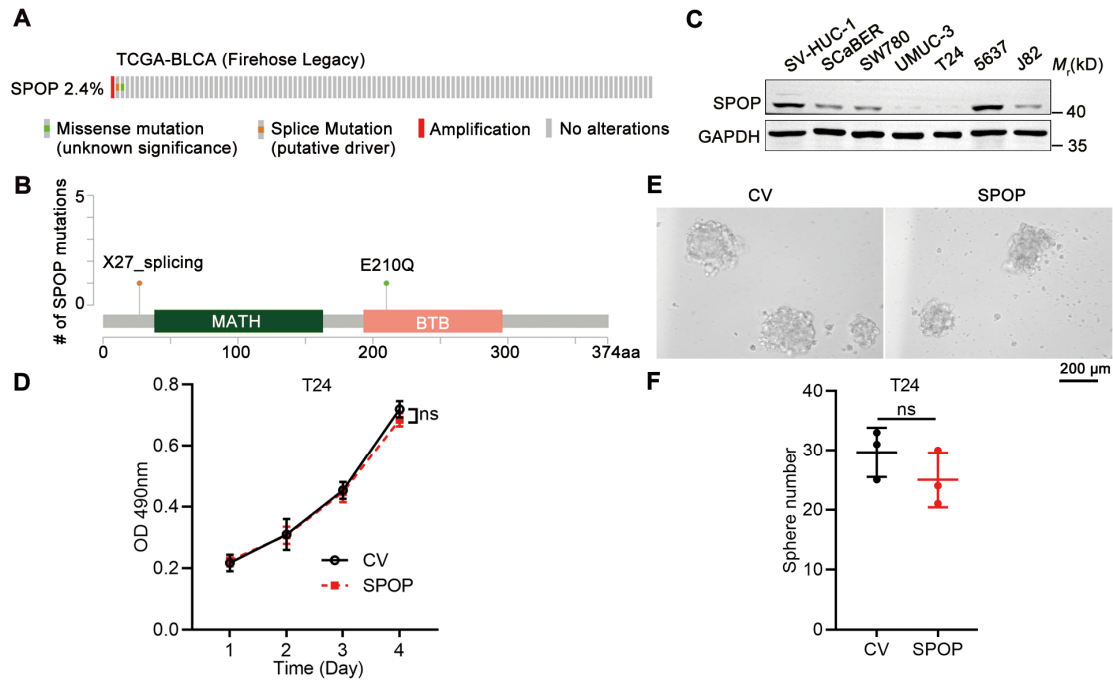 A
TCGA-BLCA (Firehose Legacy)
SPOP 2.4%
Missense mutation
(unknown significance)
Splice Mutation
(putative driver)
Amplification
No alterations
B
# of SPOP mutations
5
0
X27_splicing
E210Q
MATH
BTB
0
100
200
300
374aa
C
SV-HUC-1
SCaBER
SW780
UMUC-3
T24
5637
J82
Mr(kD)
SPOP
40
GAPDH
35
D
T24
OD 490nm
0.8
0.6
0.4
0.2
0.0
ns
CV
SPOP
1
2
3
4
Time (Day)
E
CV
SPOP
200 µm
F
T24
Sphere number
40
30
20
10
0
ns
CV
SPOP